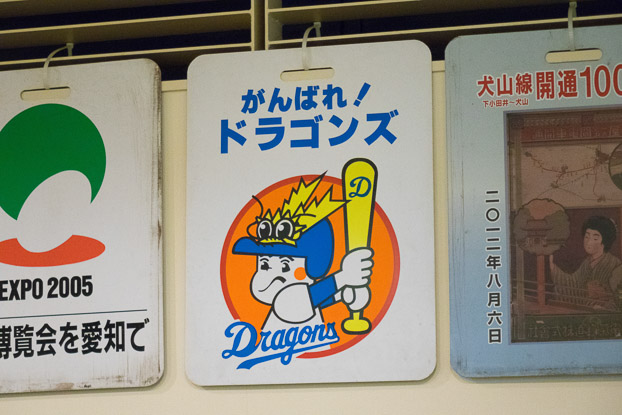 EXPO 2005
博覧会を愛知で
がんばれ!
ドラゴンズ
D
Dragons
犬山線開通100
下小田井~犬山
二〇一二年八月六日